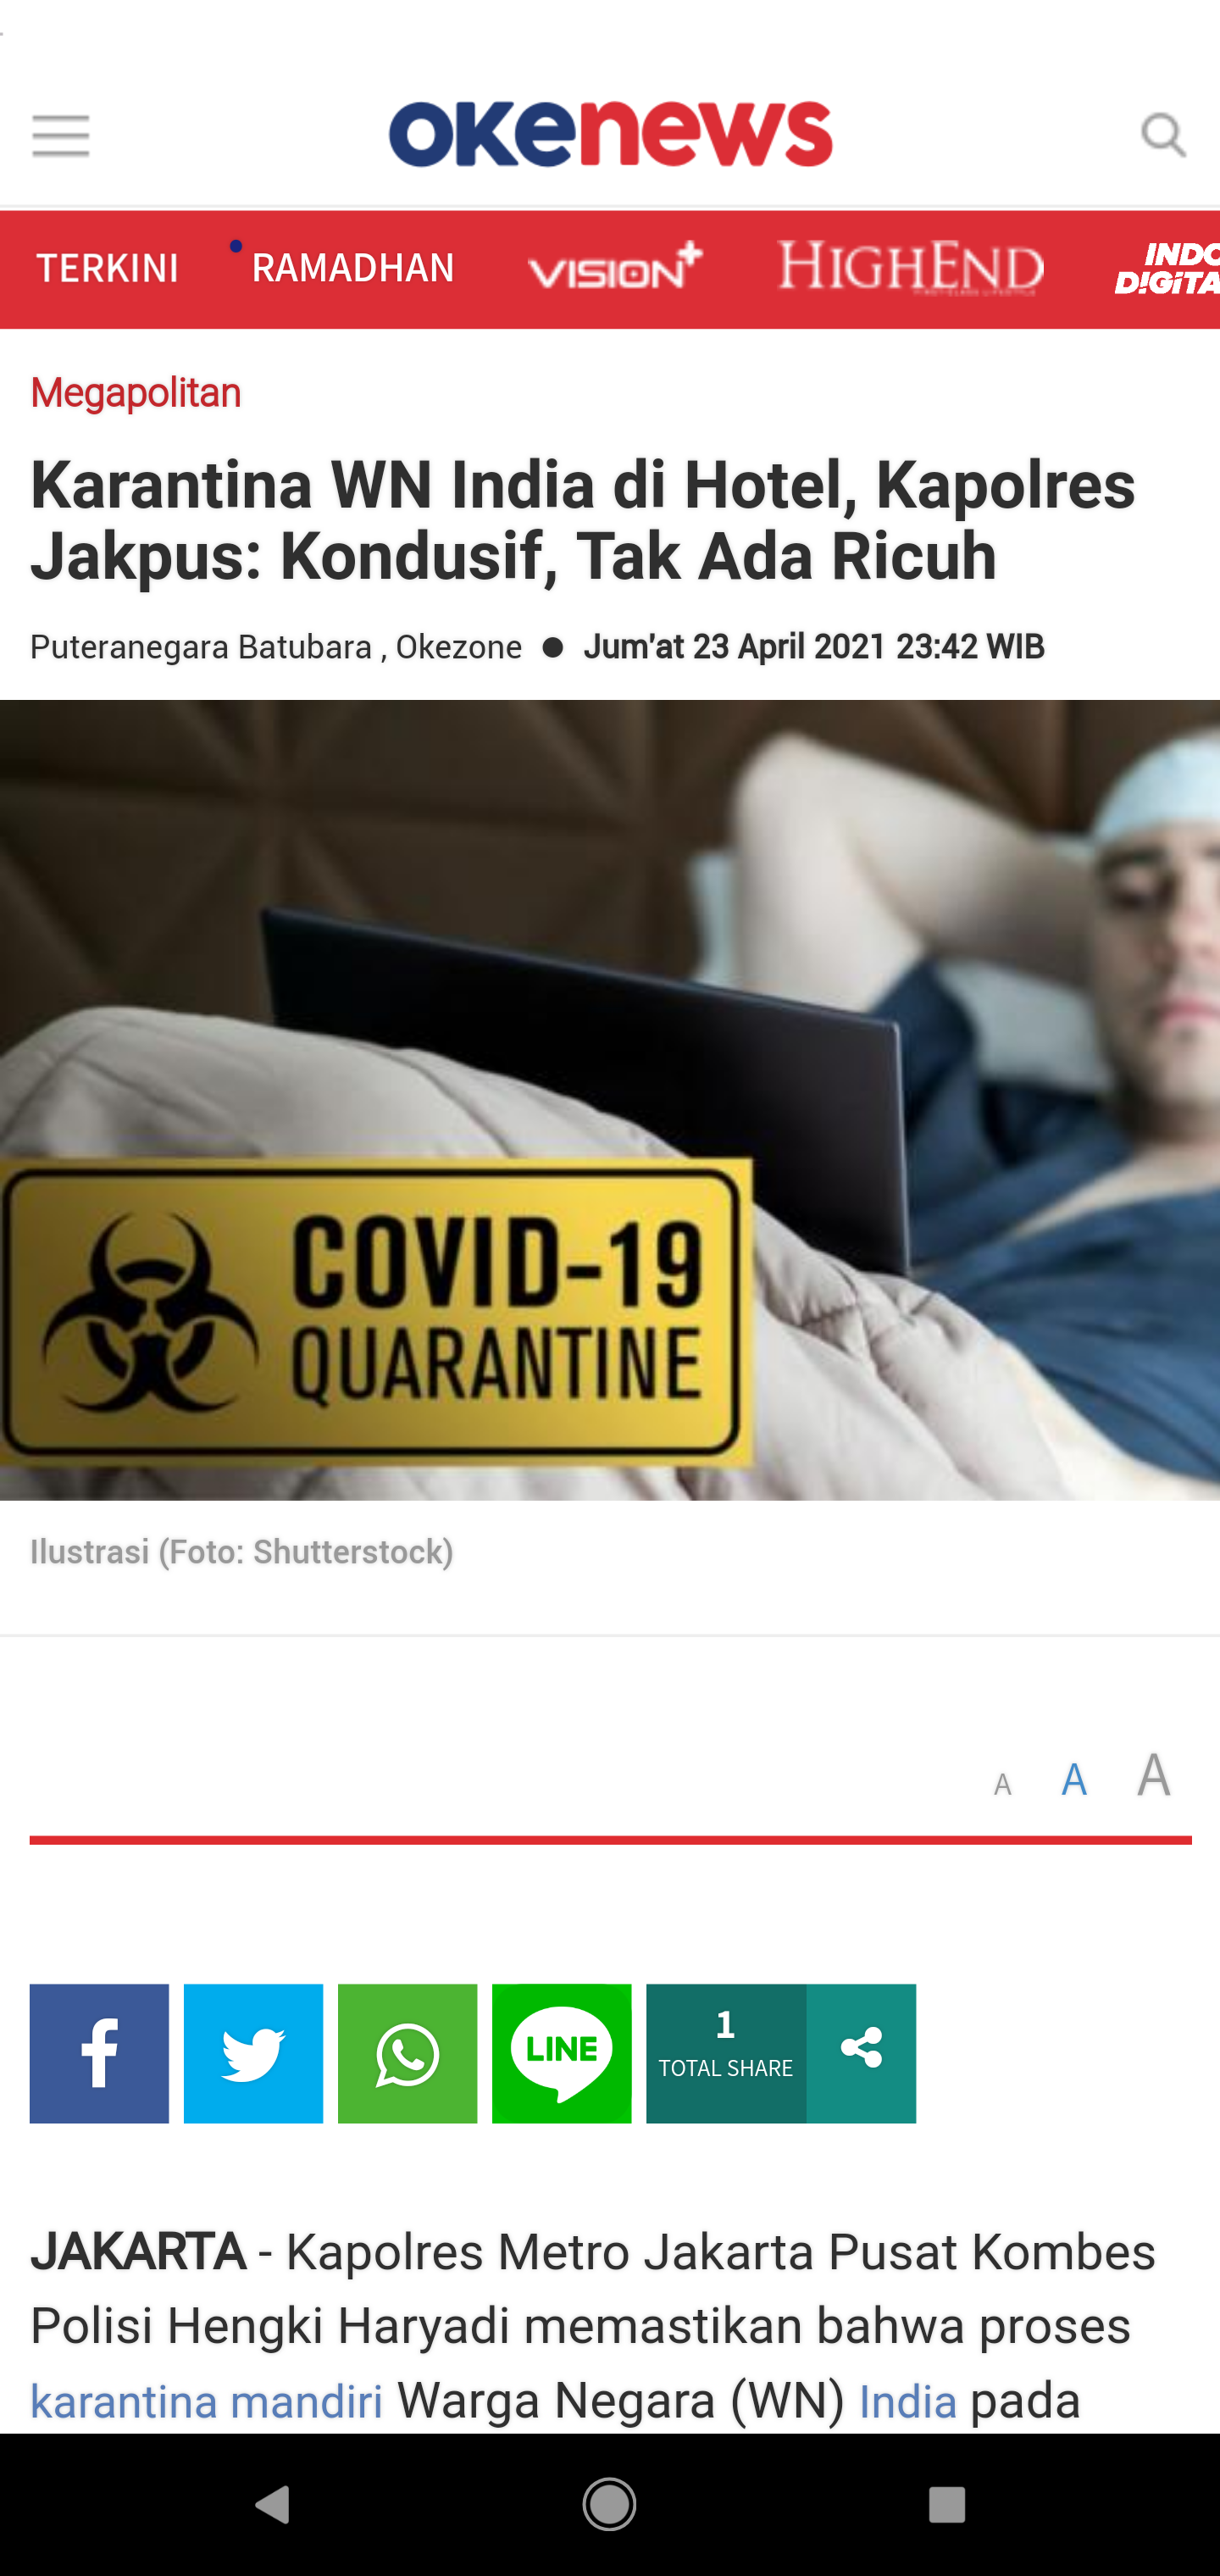 okenews
TERKINI RAMADHAN VISION+ HIGHEND INDO
D!GITA
Megapolitan
Karantina WN India di Hotel, Kapolres
Jakpus: Kondusif, Tak Ada Ricuh
Puteranegara Batubara , Okezone ● Jum'at 23 April 2021 23:42 WIB
COVID-19
QUARANTINE
Ilustrasi (Foto: Shutterstock)
A A A
f LINE 1
TOTAL SHARE
JAKARTA - Kapolres Metro Jakarta Pusat Kombes
Polisi Hengki Haryadi memastikan bahwa proses
karantina mandiri Warga Negara (WN) India pada